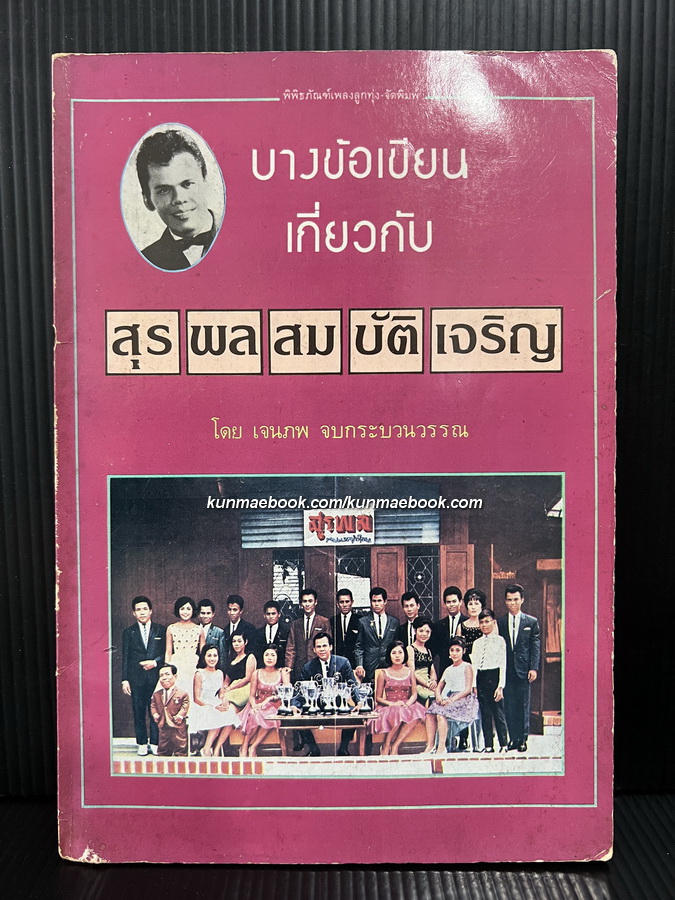 พิพิธภัณฑ์เพลงลูกทุ่ง-จัดพิมพ์
บางข้อเขียน
เกี่ยวกับ
สุรพลสมบัติเจริญ
โดย เจนภพ จบกระบวนวรรณ
kunmaebook.com/kunmaebook.com
สุรพล